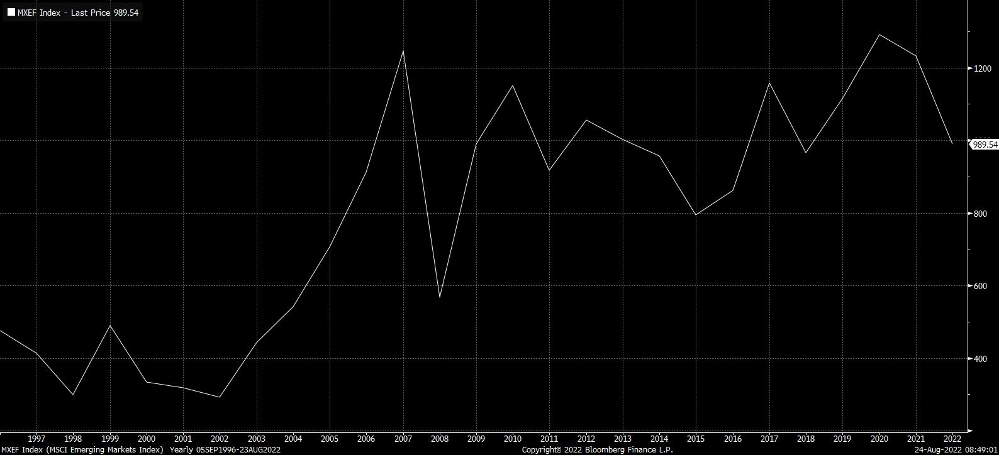 MXEF Index - Last Price 989.54
1200
989.54
800
600
400
1997 1998 1999 2000 2001 2002 2003 2004 2005 2006 2007 2008 2009 2010 2011 2012 2013 2014 2015 2016 2017 2018 2019 2020 2021 2022
MXEF Index (MSCI Emerging Markets Index) Yearly 05SEP1996-23AUG2022 Copyright© 2022 Bloomberg Finance L.P. 24-Aug-2022 08:49:01